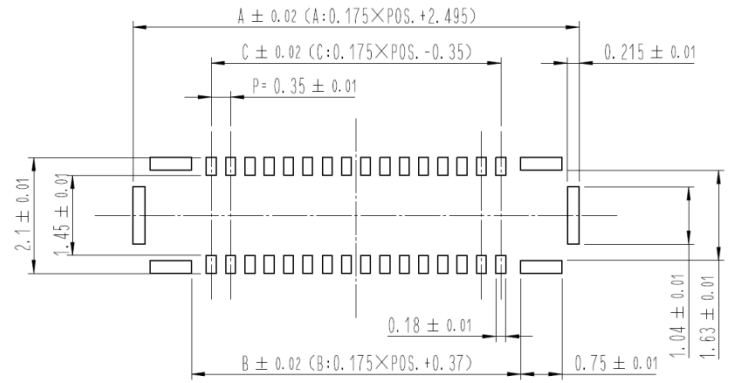 A ± 0.02 (A:0.175×POS.+2.495)
C ± 0.02 (C:0.175×POS.-0.35)
0.215 ± 0.01
P= 0.35 ± 0.01
2.1 ± 0.01
1.45 ± 0.01
1.04 ± 0.01
1.63 ± 0.01
0.18 ± 0.01
B ± 0.02 (B:0.175×POS.+0.37)
0.75 ± 0.01